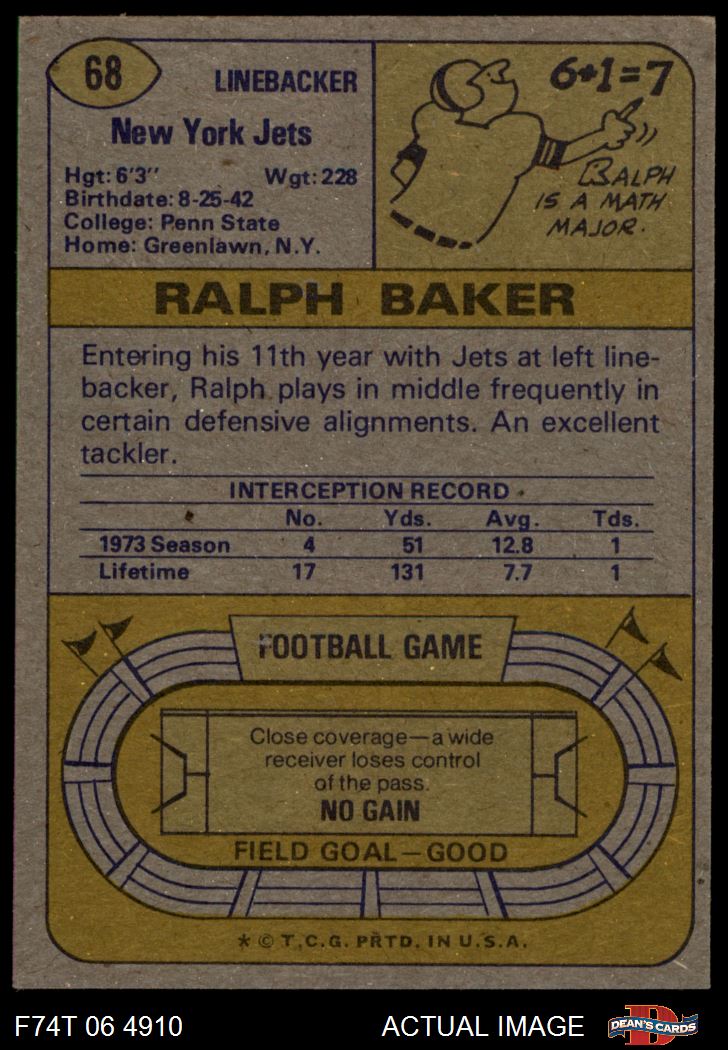 68
LINEBACKER
New York Jets
Hgt: 6'3" Wgt: 228
Birthdate: 8-25-42
College: Penn State
Home: Greenlawn, N.Y.
6+1=7
RALPH
IS A MATH
MAJOR.
RALPH BAKER
Entering his 11th year with Jets at left line-
backer, Ralph plays in middle frequently in
certain defensive alignments. An excellent
tackler.
INTERCEPTION RECORD
No. Yds. Avg. Tds.
1973 Season 4 51 12.8 1
Lifetime 17 131 7.7 1
FOOTBALL GAME
Close coverage—a wide
receiver loses control
of the pass.
NO GAIN
FIELD GOAL—GOOD
* © T.C.G. PRTD. IN U.S.A.
F74T 06 4910
ACTUAL IMAGE
D
DEAN'S CARDS